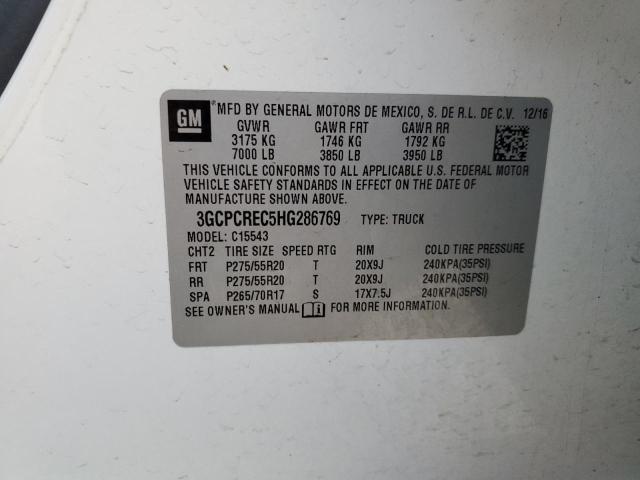 GM MFD BY GENERAL MOTORS DE MEXICO, S. DE R.L. DE C.V. 12/16
GVWR GAWR FRT GAWR RR
3175 KG 1746 KG 1792 KG
7000 LB 3850 LB 3950 LB
THIS VEHICLE CONFORMS TO ALL APPLICABLE U.S. FEDERAL MOTOR
VEHICLE SAFETY STANDARDS IN EFFECT ON THE DATE OF
MANUFACTURE SHOWN ABOVE.
3GCPCREC5HG286769 TYPE: TRUCK
MODEL: C15543
CHT2 TIRE SIZE SPEED RTG RIM COLD TIRE PRESSURE
FRT P275/55R20 T 20X9J 240KPA(35PSI)
RR P275/55R20 T 20X9J 240KPA(35PSI)
SPA P265/70R17 S 17X7.5J 240KPA(35PSI)
SEE OWNER'S MANUAL FOR MORE INFORMATION.